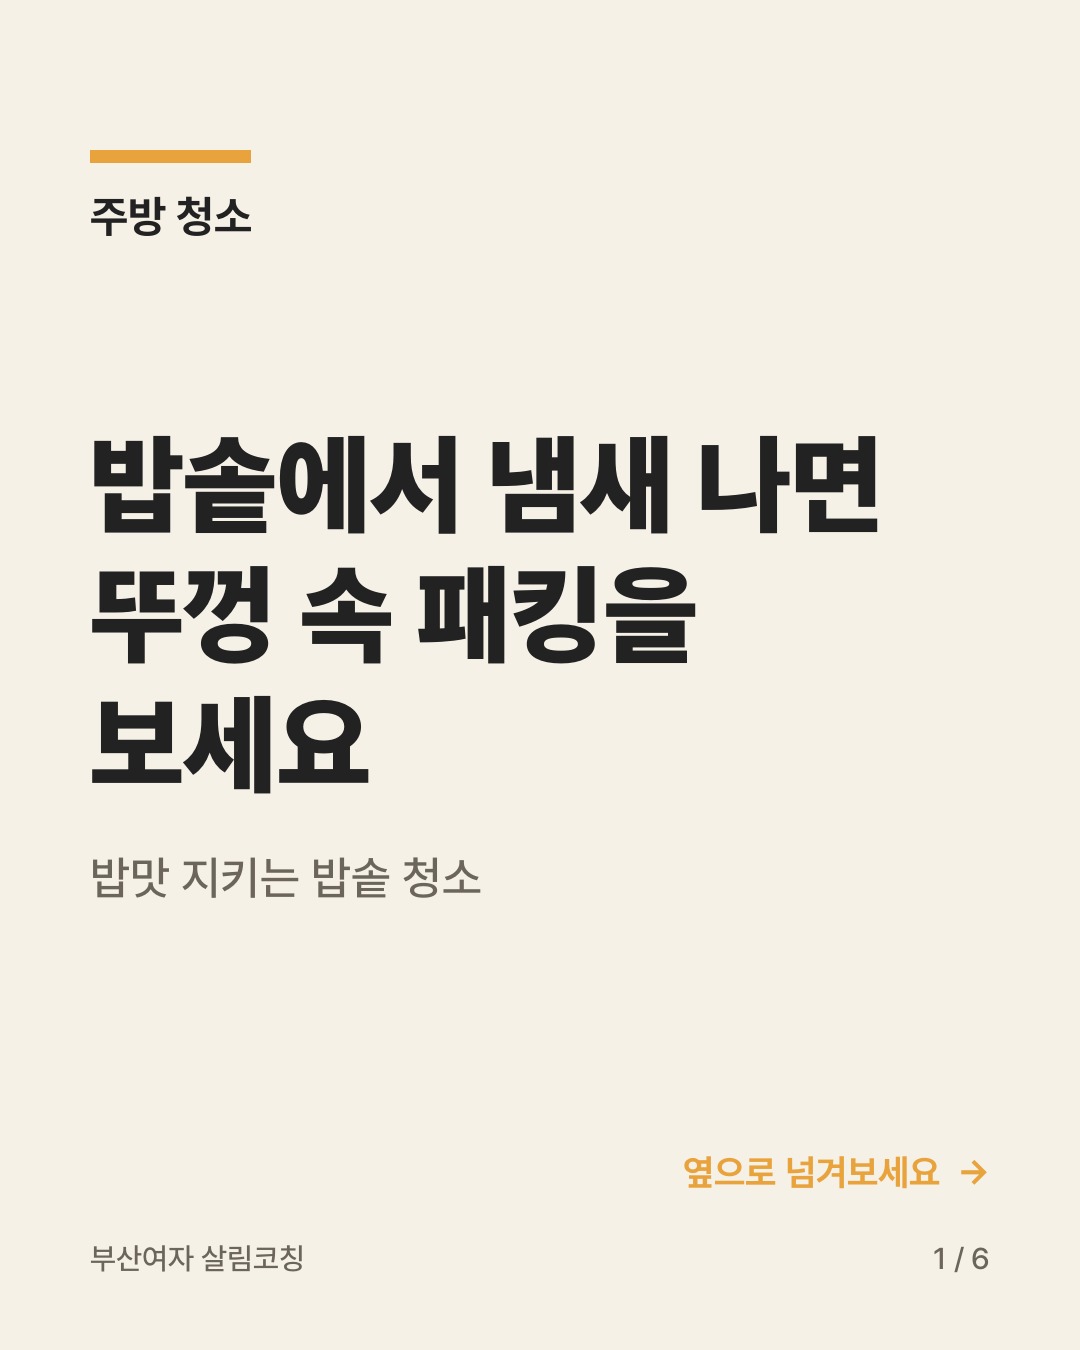 주방 청소
밥솥에서 냄새 나면
뚜껑 속 패킹을
보세요
밥맛 지키는 밥솥 청소
옆으로 넘겨보세요 →
부산여자 살림코칭
1 / 6